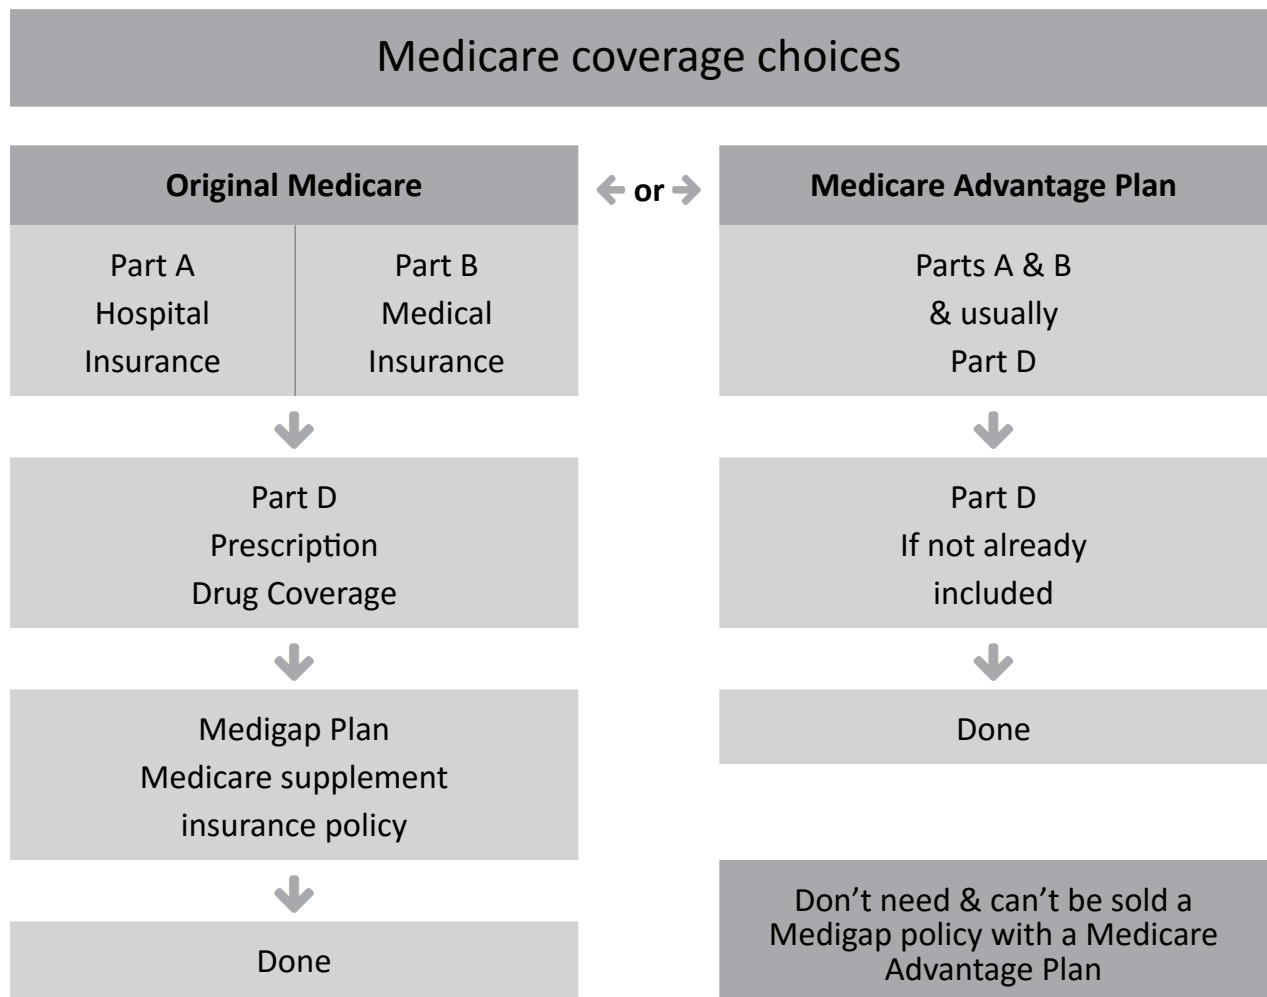 Medicare coverage choices
Original Medicare
or
Medicare Advantage Plan
Part A
Hospital
Insurance
Part B
Medical
Insurance
Parts A & B
& usually
Part D
Part D
Prescription
Drug Coverage
Part D
If not already
included
Medigap Plan
Medicare supplement
insurance policy
Done
Done
Don’t need & can’t be sold a
Medigap policy with a Medicare
Advantage Plan